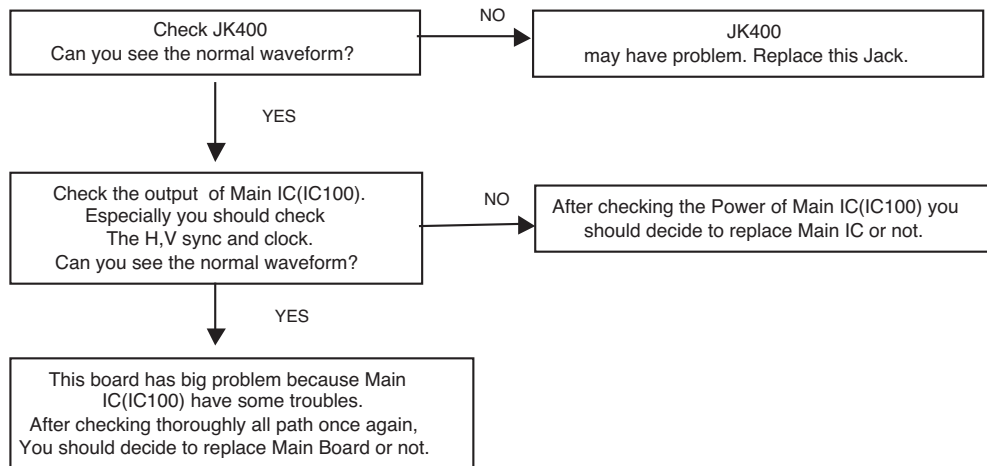 Check JK400
Can you see the normal waveform?
NO
JK400
may have problem. Replace this Jack.
YES
Check the output of Main IC(IC100).
Especially you should check
The H,V sync and clock.
Can you see the normal waveform?
NO
After checking the Power of Main IC(IC100) you
should decide to replace Main IC or not.
YES
This board has big problem because Main
IC(IC100) have some troubles.
After checking thoroughly all path once again,
You should decide to replace Main Board or not.